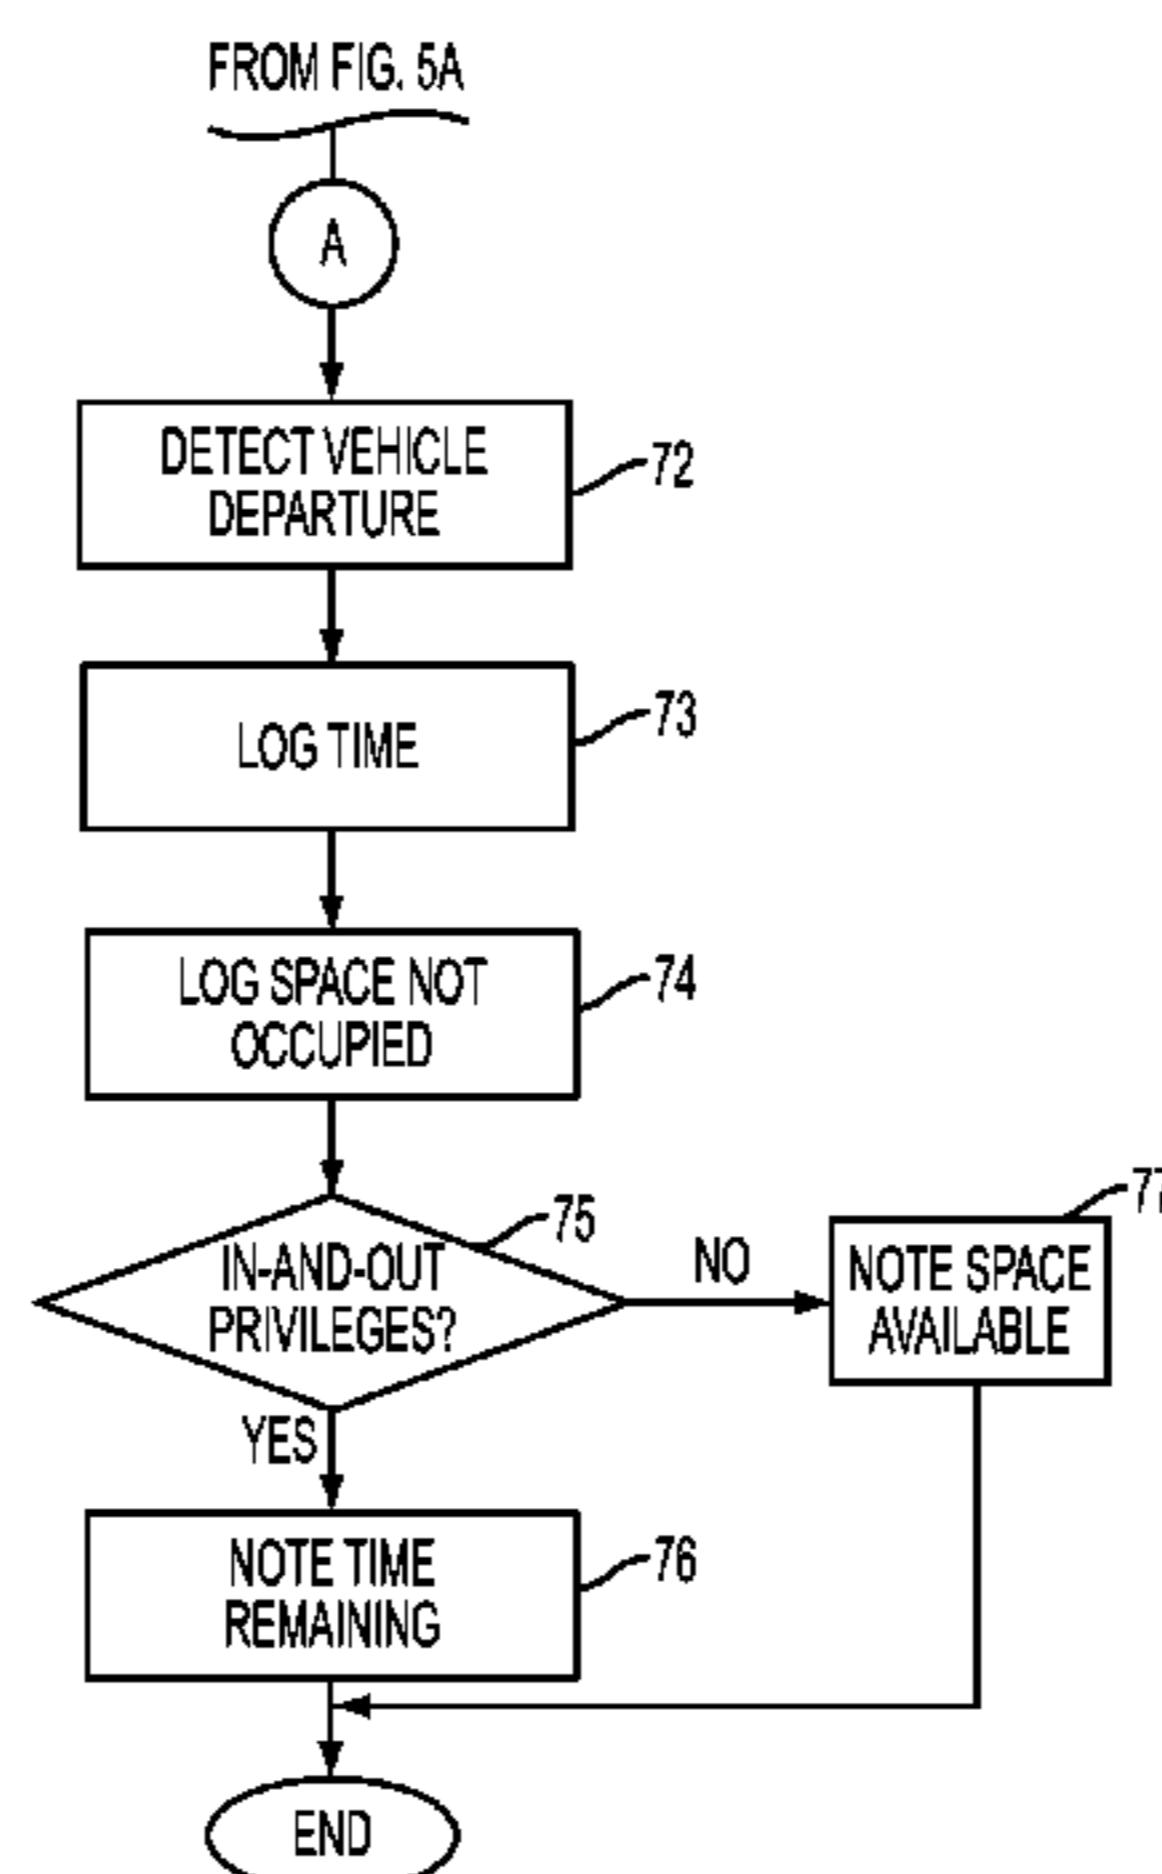 FROM FIG. 5A
A
DETECT VEHICLE
DEPARTURE
72
LOG TIME
73
LOG SPACE NOT
OCCUPIED
74
IN-AND-OUT
PRIVILEGES?
75
NO
NOTE SPACE
AVAILABLE
77
YES
NOTE TIME
REMAINING
76
END